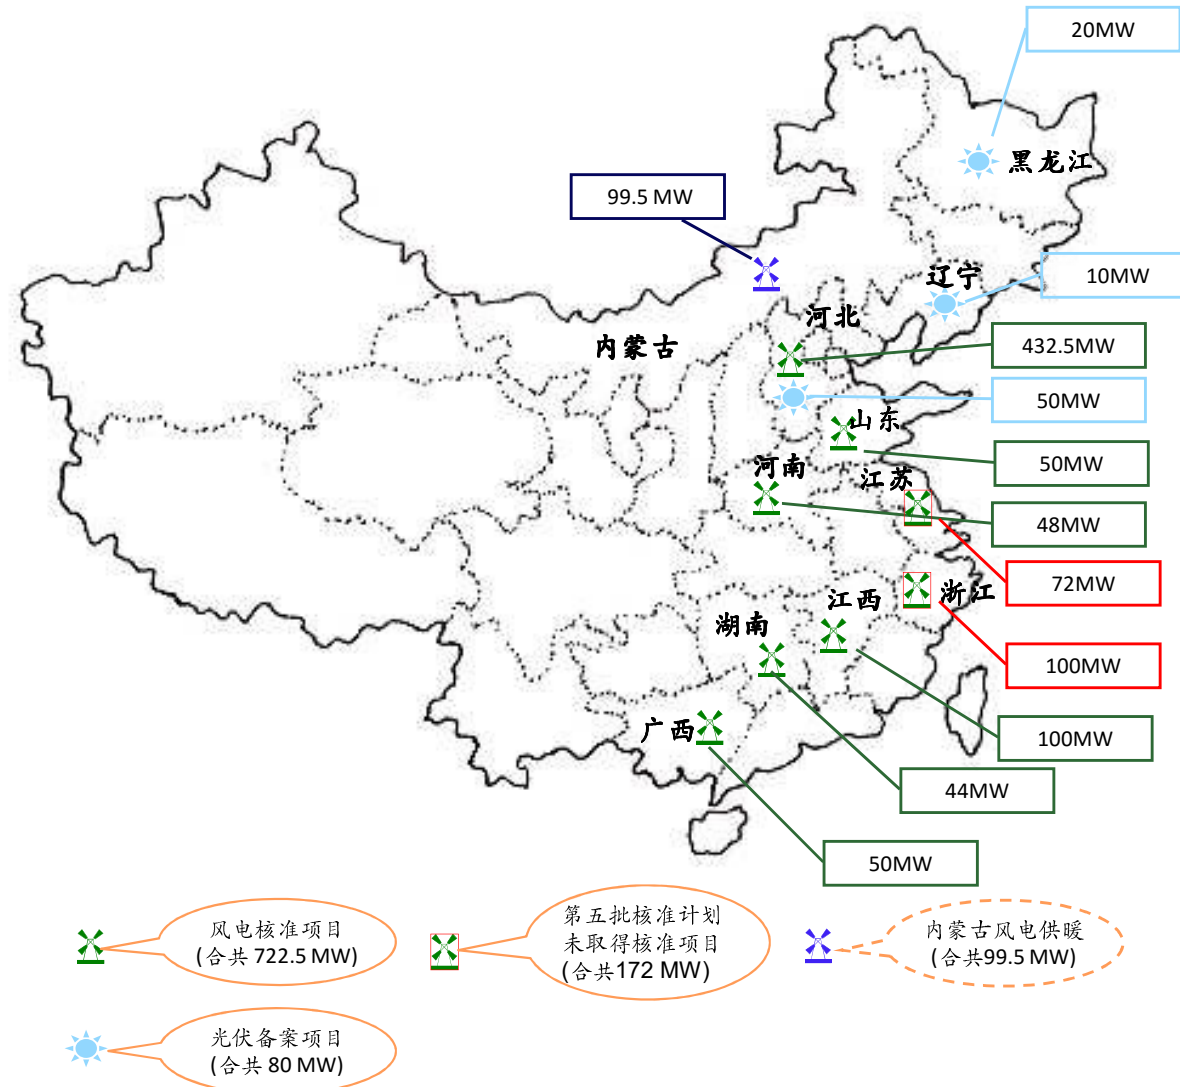 20MW
黑龙江
99.5 MW
辽宁
10MW
河北
内蒙古
432.5MW
50MW
山东
50MW
河南
江苏
48MW
72MW
浙江
江西
湖南
100MW
广西
100MW
44MW
50MW
风电核准项目
(合共 722.5 MW)
第五批核准计划
未取得核准项目
(合共172 MW)
内蒙古风电供暖
(合共99.5 MW)
光伏备案项目
(合共 80 MW)